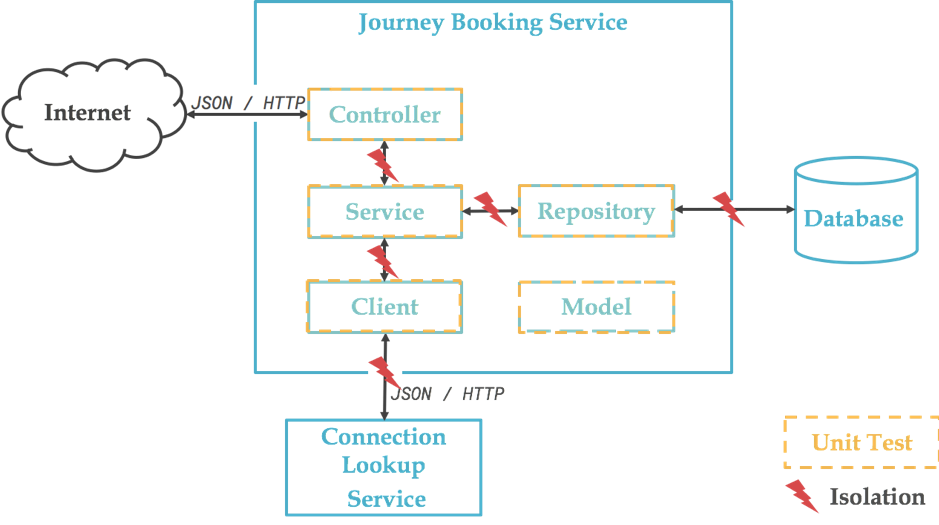 Journey Booking Service
Internet
JSON / HTTP
Controller
Service
Repository
Database
Client
Model
JSON / HTTP
Connection
Lookup
Service
Unit Test
Isolation